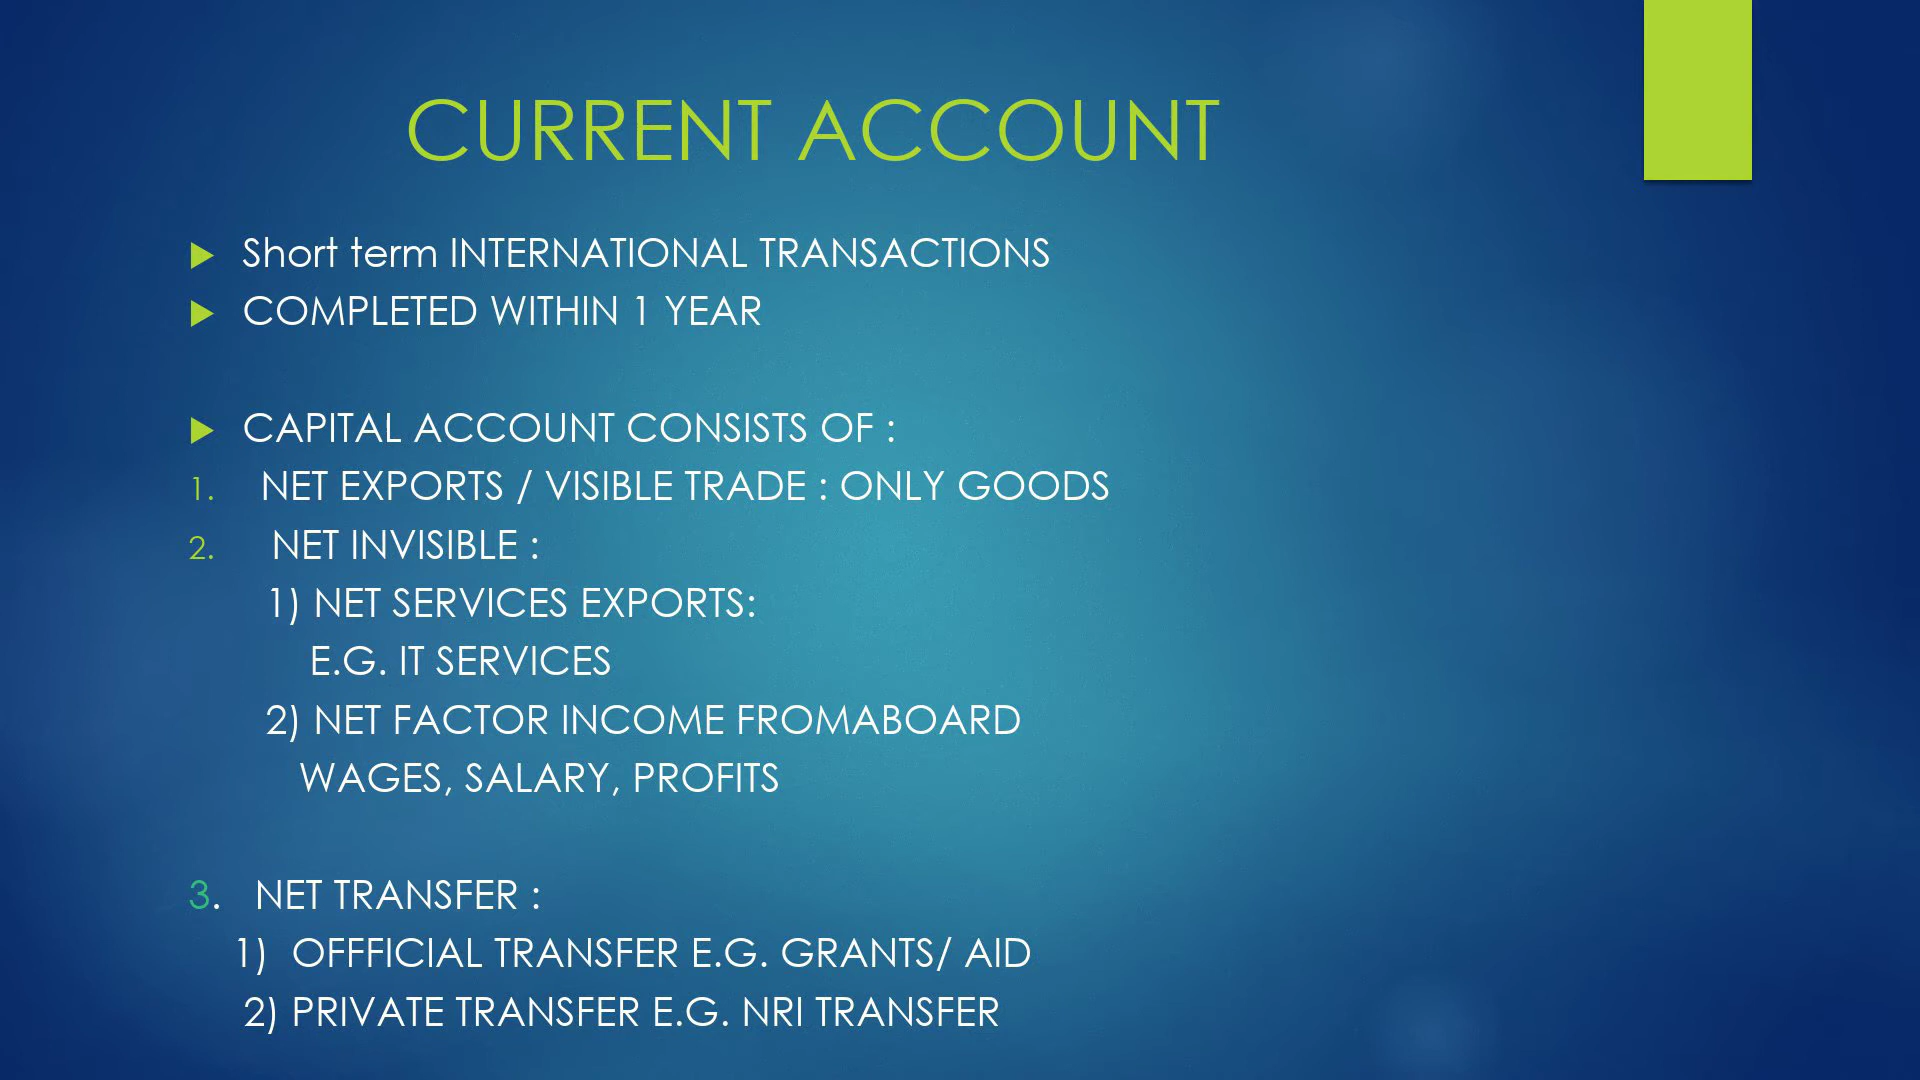 CURRENT ACCOUNT
Short term INTERNATIONAL TRANSACTIONS
COMPLETED WITHIN 1 YEAR
CAPITAL ACCOUNT CONSISTS OF :
1. NET EXPORTS / VISIBLE TRADE : ONLY GOODS
2. NET INVISIBLE :
1) NET SERVICES EXPORTS:
E.G. IT SERVICES
2) NET FACTOR INCOME FROMABOARD
WAGES, SALARY, PROFITS
3. NET TRANSFER :
1) OFFFICIAL TRANSFER E.G. GRANTS/ AID
2) PRIVATE TRANSFER E.G. NRI TRANSFER